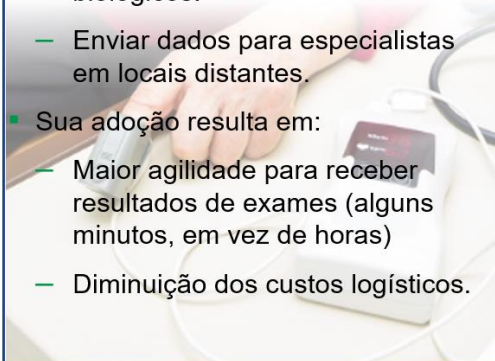 – Enviar dados para especialistas
em locais distantes.
▪ Sua adoção resulta em:
– Maior agilidade para receber
resultados de exames (alguns
minutos, em vez de horas)
– Diminuição dos custos logísticos.